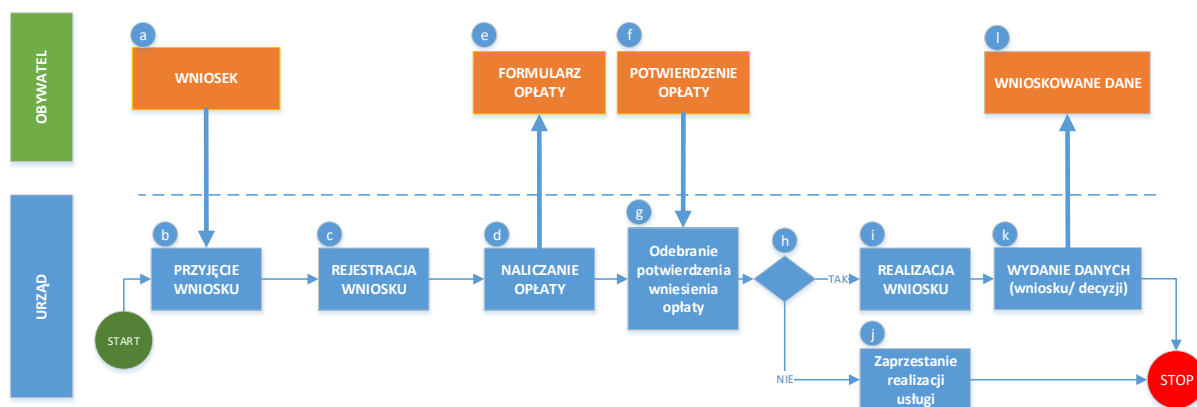 OBYWATEL
a
WNIOSEK
e
FORMULARZ
OPŁATY
f
POTWIERDZENIE
OPŁATY
l
WNIOSKOWANE DANE
URZĄD
START
b
PRZYJĘCIE
WNIOSKU
c
REJESTRACJA
WNIOSKU
d
NALICZANIE
OPŁATY
g
Odebranie
potwierdzenia
wniesienia
opłaty
h
TAK
NIE
i
REALIZACJA
WNIOSKU
k
WYDANIE DANYCH
(wniosku/ decyzji)
j
Zaprzestanie
realizacji
usługi
STOP